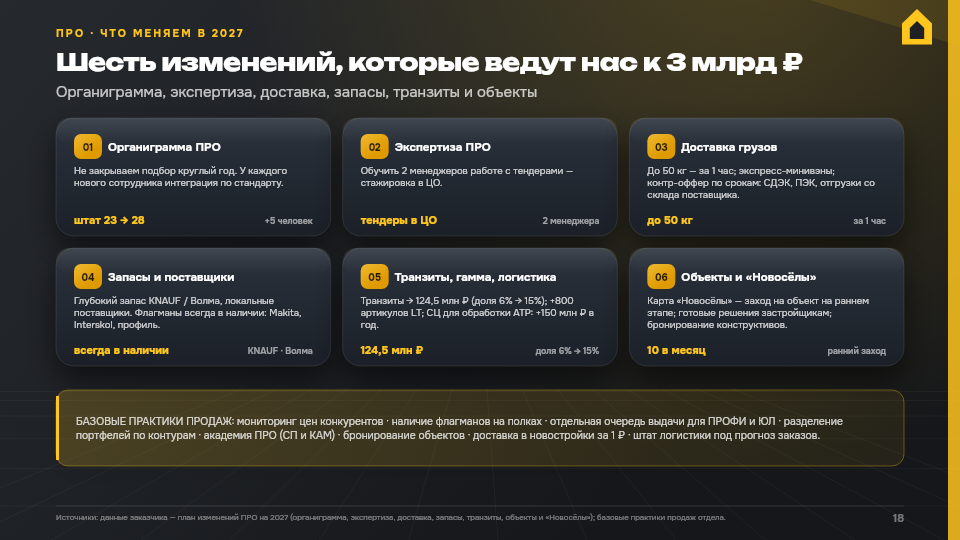 ПРО · ЧТО МЕНЯЕМ В 2027
Шесть изменений, которые ведут нас к 3 млрд ₽
Органиграмма, экспертиза, доставка, запасы, транзиты и объекты
01 Органиграмма ПРО
Не закрываем подбор круглый год. У каждого
нового сотрудника интеграция по стандарту.
штат 23 → 28 +5 человек
02 Экспертиза ПРО
Обучить 2 менеджеров работе с тендерами —
стажировка в ЦО.
тендеры в ЦО 2 менеджера
03 Доставка грузов
До 50 кг — за 1 час; экспресс-минивэны;
контр-оффер по срокам: СДЭК, ПЭК, отгрузки со
склада поставщика.
до 50 кг за 1 час
04 Запасы и поставщики
Глубокий запас KNAUF / Волма, локальные
поставщики. Флагманы всегда в наличии: Makita,
Interskol, профиль.
всегда в наличии KNAUF · Волма
05 Транзиты, гамма, логистика
Транзиты → 124,5 млн ₽ (доля 6% → 15%); +800
артикулов LT; СЦ для обработки АТР: +150 млн ₽ в
год.
124,5 млн ₽ доля 6% → 15%
06 Объекты и «Новосёлы»
Карта «Новосёлы» — заход на объект на раннем
этапе; готовые решения застройщикам;
бронирование конструктивов.
10 в месяц ранний заход
БАЗОВЫЕ ПРАКТИКИ ПРОДАЖ: мониторинг цен конкурентов · наличие флагманов на полках · отдельная очередь выдачи для ПРОФИ и ЮЛ · разделение
портфелей по контурам · академия ПРО (СП и КАМ) · бронирование объектов · доставка в новостройки за 1 ₽ · штат логистики под прогноз заказов.
Источники: данные заказчика — план изменений ПРО на 2027 (органиграмма, экспертиза, доставка, запасы, транзиты, объекты и «Новосёлы»); базовые практики продаж отдела.
18